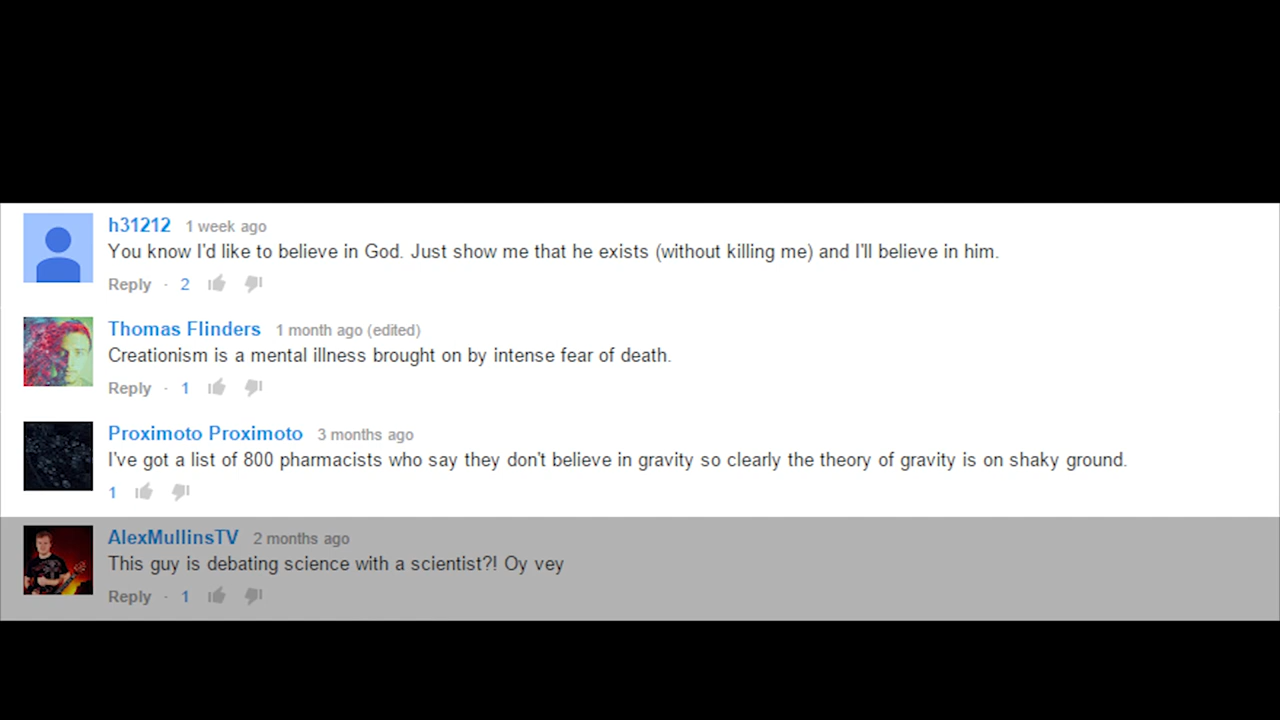 h31212 1 week ago
You know I'd like to believe in God. Just show me that he exists (without killing me) and I'll believe in him.
Reply · 2
Thomas Flinders 1 month ago (edited)
Creationism is a mental illness brought on by intense fear of death.
Reply · 1
Proximoto Proximoto 3 months ago
I've got a list of 800 pharmacists who say they don't believe in gravity so clearly the theory of gravity is on shaky ground.
1
AlexMullinsTV 2 months ago
This guy is debating science with a scientist?! Oy vey
Reply · 1